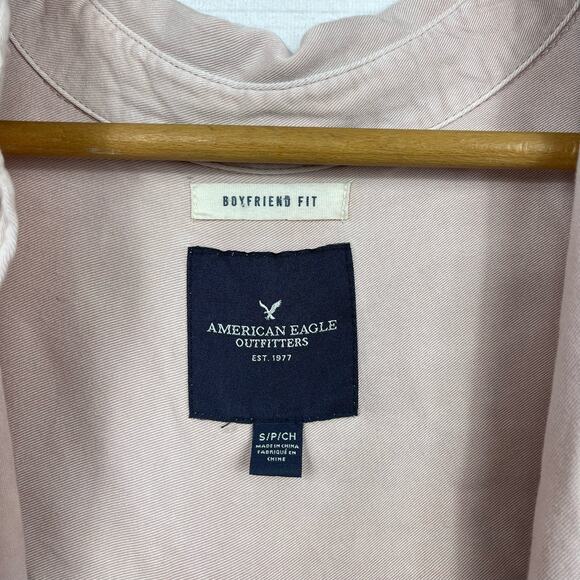 BOYFRIEND FIT
AMERICAN EAGLE
OUTFITTERS
EST. 1977
S/P/CH
MADE IN CHINA
FABRIQUÉ EN
CHINE